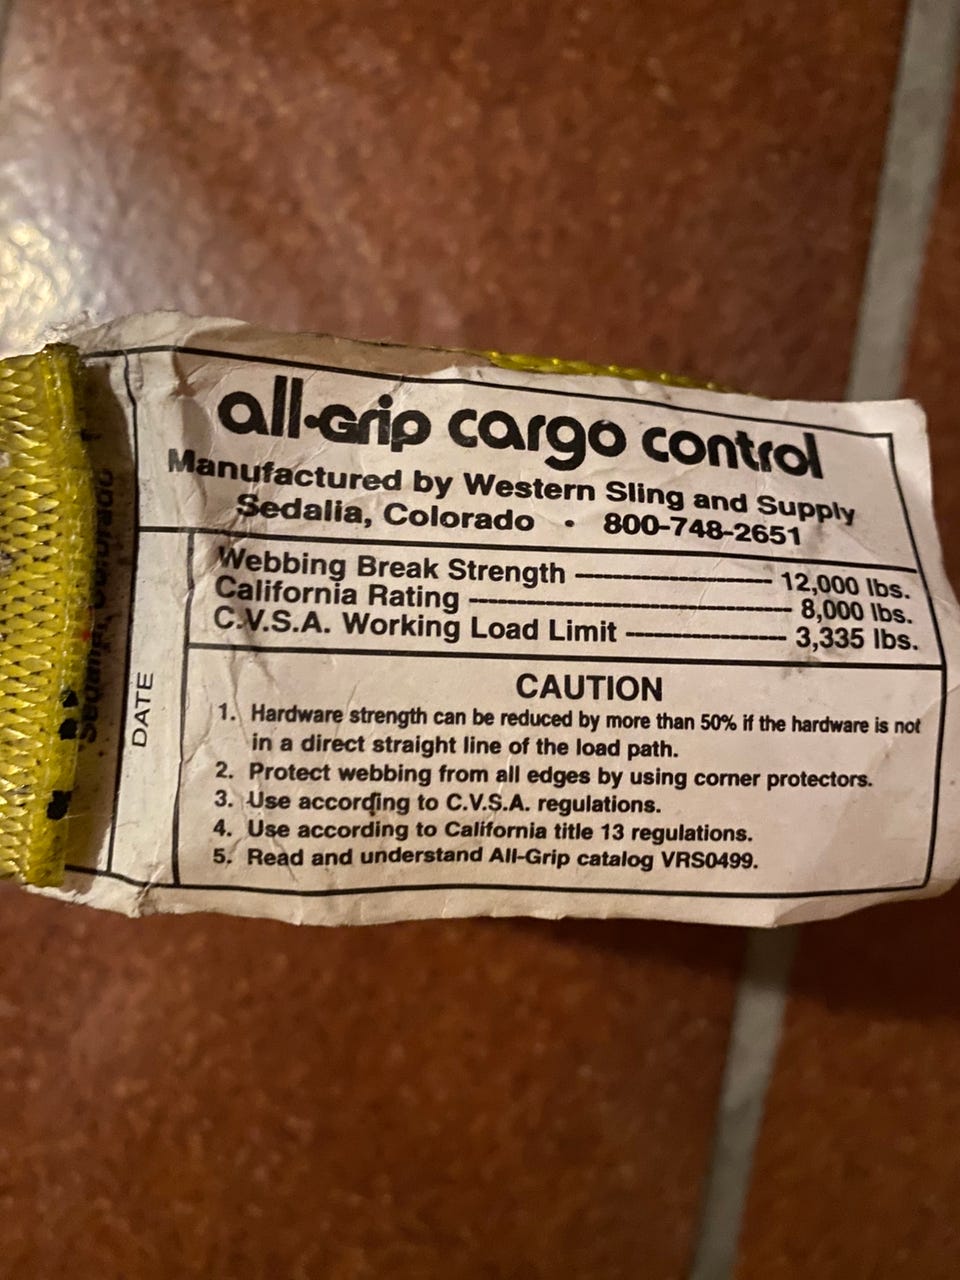 all-Grip cargo control
Manufactured by Western Sling and Supply
Sedalia, Colorado • 800-748-2651
Webbing Break Strength ---------------------- 12,000 lbs.
California Rating ------------------------------------ 8,000 lbs.
C.V.S.A. Working Load Limit ------------------ 3,335 lbs.
DATE
CAUTION
1. Hardware strength can be reduced by more than 50% if the hardware is not
in a direct straight line of the load path.
2. Protect webbing from all edges by using corner protectors.
3. Use according to C.V.S.A. regulations.
4. Use according to California title 13 regulations.
5. Read and understand All-Grip catalog VRS0499.